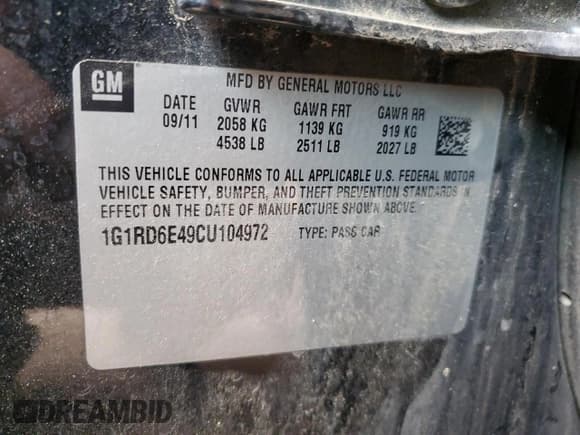 GM
MFD BY GENERAL MOTORS LLC
DATE GVWR GAWR FRT GAWR RR
09/11 2058 KG 1139 KG 919 KG
4538 LB 2511 LB 2027 LB
THIS VEHICLE CONFORMS TO ALL APPLICABLE U.S. FEDERAL MOTOR
VEHICLE SAFETY, BUMPER, AND THEFT PREVENTION STANDARDS IN
EFFECT ON THE DATE OF MANUFACTURE SHOWN ABOVE.
1G1RD6E49CU104972 TYPE: PASS CAR
DREAMBID